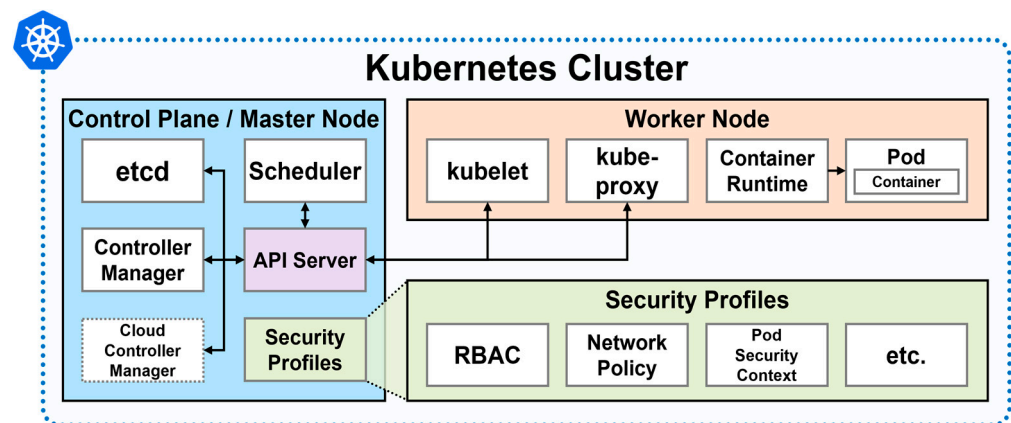 Kubernetes Cluster
Control Plane / Master Node
etcd
Scheduler
Controller
Manager
API Server
Cloud
Controller
Manager
Security
Profiles
Worker Node
kubelet
kube-
proxy
Container
Runtime
Pod
Container
Security Profiles
RBAC
Network
Policy
Pod
Security
Context
etc.